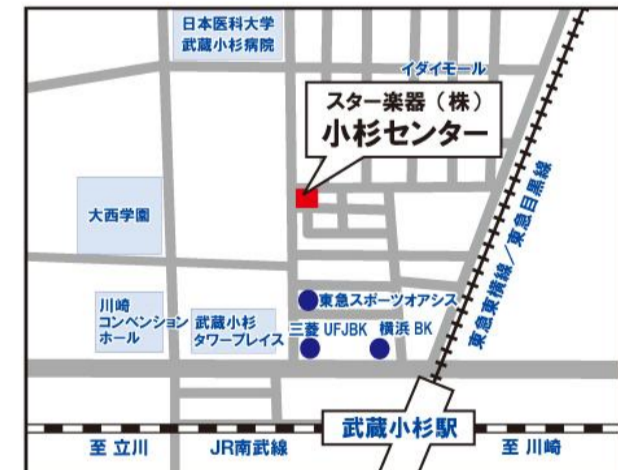 日本医科大学
武蔵小杉病院
イダイモール
スター楽器（株）
小杉センター
大西学園
東急東横線／東急目黒線
川崎
コンベンション
ホール
武蔵小杉
タワープレイス
東急スポーツオアシス
三菱 UFJBK
横浜 BK
武蔵小杉駅
至 立川
JR南武線
至 川崎